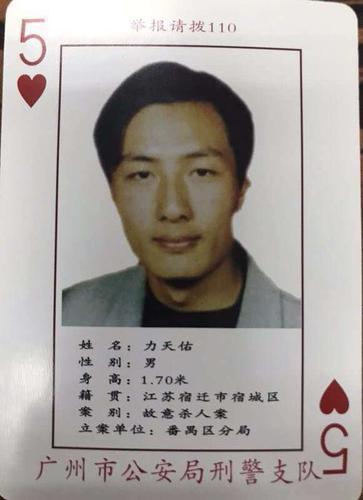 5
举报请拨110
姓 名：力天佑
性 别：男
身 高：1.70米
籍 贯：江苏宿迁市宿城区
案 别：故意杀人案
立案单位：番禺区分局
广州市公安局刑警支队
5